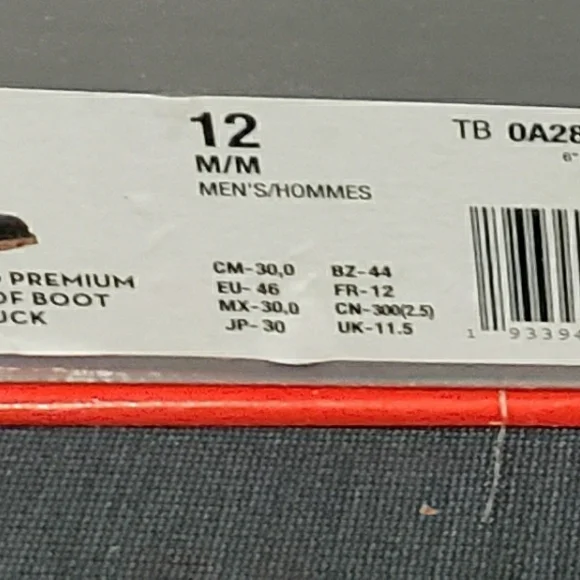 12
M/M
MEN'S/HOMMES
TB 0A28
6"
PREMIUM
OF BOOT
UCK
CM-30,0 BZ-44
EU- 46 FR-12
MX-30,0 CN-300(2.5)
JP- 30 UK-11.5
1 93394